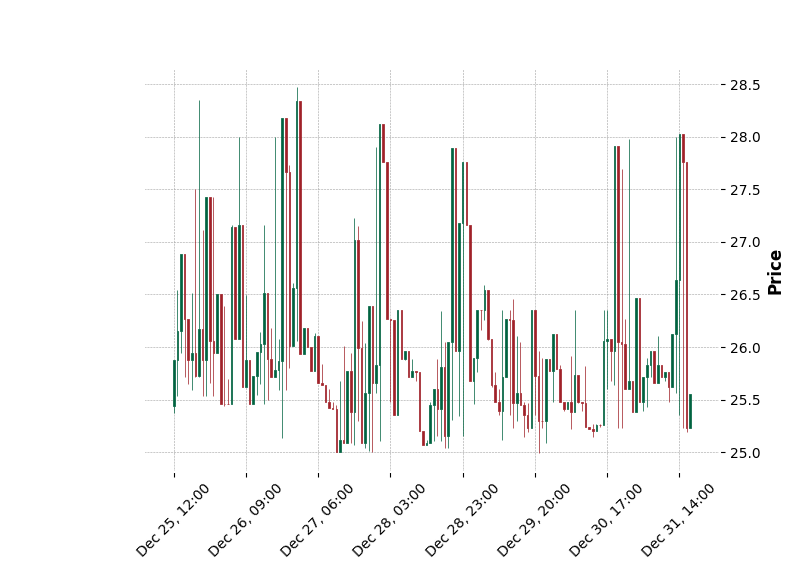 28.5
28.0
27.5
27.0
26.5
26.0
25.5
25.0
Price
Dec 25, 12:00
Dec 26, 09:00
Dec 27, 06:00
Dec 28, 03:00
Dec 28, 23:00
Dec 29, 20:00
Dec 30, 17:00
Dec 31, 14:00